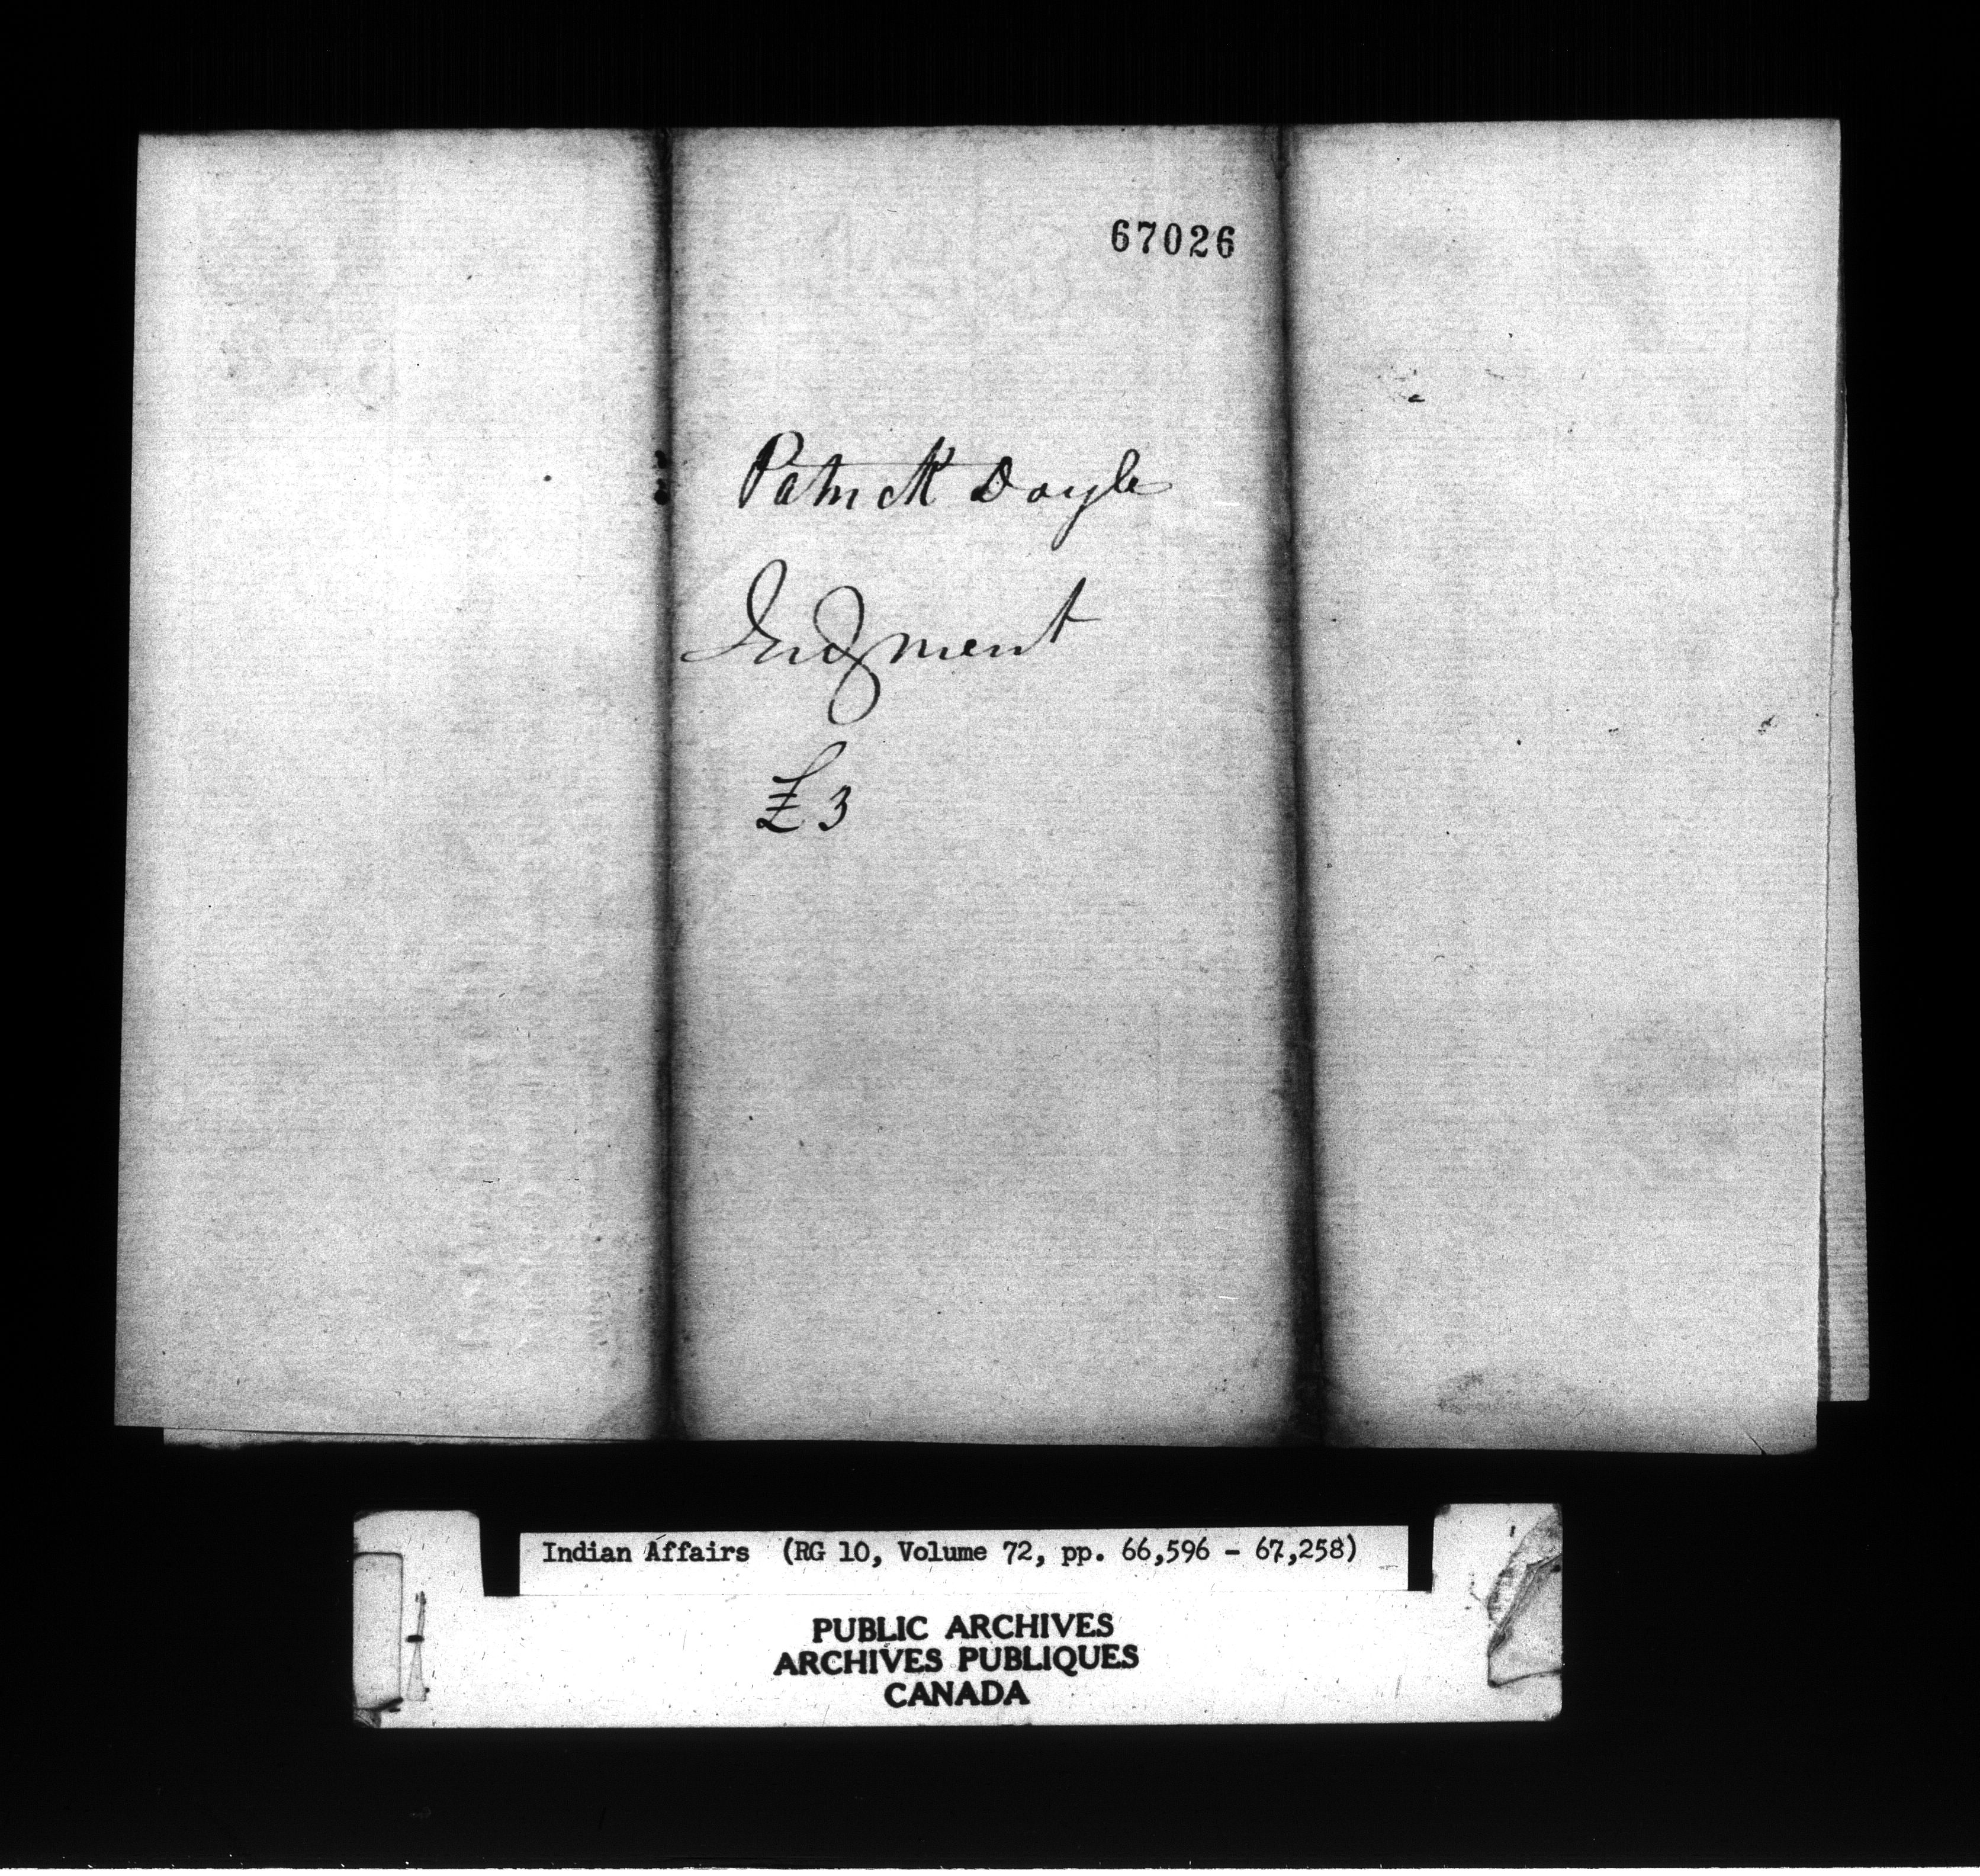 67026
Patrick Doyle
Judgment
£3
Indian Affairs (RG 10, Volume 72, pp. 66,596 - 67,258)
PUBLIC ARCHIVES
ARCHIVES PUBLIQUES
CANADA